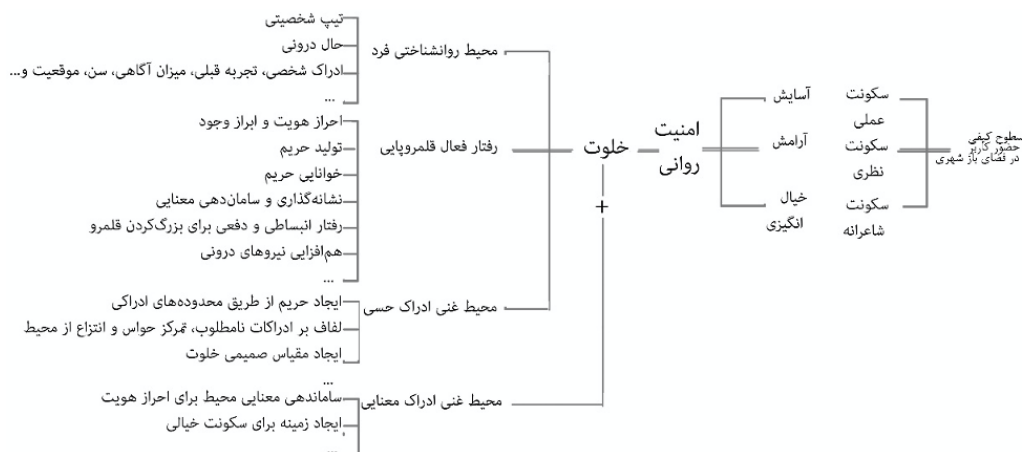 سطوح کیفی
حضور کاربر
در فضای باز شهری
سکونت
عملی
سکونت
نظری
سکونت
شاعرانه
آسایش
آرامش
خیال
انگیزی
امنیت
روانی
خلوت
+
محیط روانشناختی فرد
تیپ شخصیتی
حال درونی
ادراک شخصی، تجربه قبلی، میزان آگاهی، سن، موقعیت و...
...
رفتار فعال قلمروپایی
احراز هویت و ابراز وجود
تولید حریم
خوانایی حریم
نشانه‌گذاری و سامان‌دهی معنایی
رفتار انبساطی و دفعی برای بزرگ‌کردن قلمرو
هم‌افزایی نیروهای درونی
...
محیط غنی ادراک حسی
ایجاد حریم از طریق محدوده‌های ادراکی
لفاف بر ادراکات نامطلوب، تمرکز حواس و انتزاع از محیط
ایجاد مقیاس صمیمی خلوت
...
محیط غنی ادراک معنایی
ساماندهی معنایی محیط برای احراز هویت
ایجاد زمینه برای سکونت خیالی
...